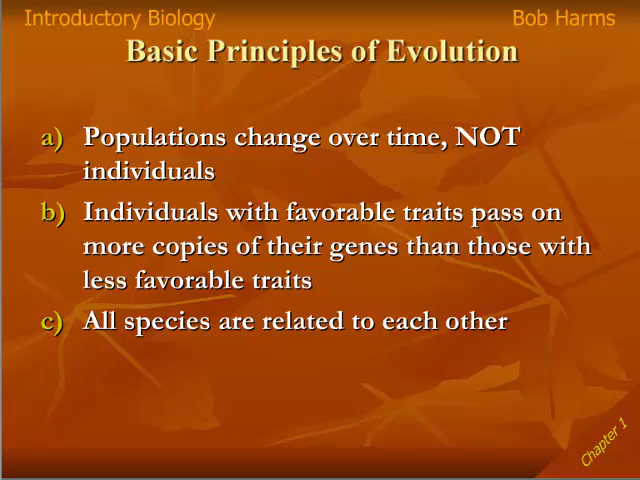 Introductory Biology
Bob Harms
Basic Principles of Evolution
a) Populations change over time, NOT
individuals
b) Individuals with favorable traits pass on
more copies of their genes than those with
less favorable traits
c) All species are related to each other
Chapter 1